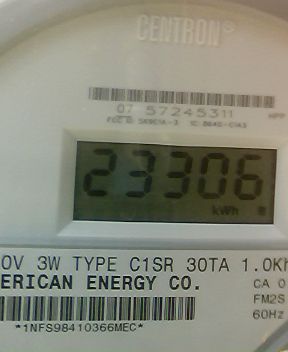 CENTRON®
07 57245311
23306
kWh
0V 3W TYPE C1SR 30TA 1.0Kh
ERICAN ENERGY CO.
CA 0
FM2S
60Hz
*1NFS98410366MEC*